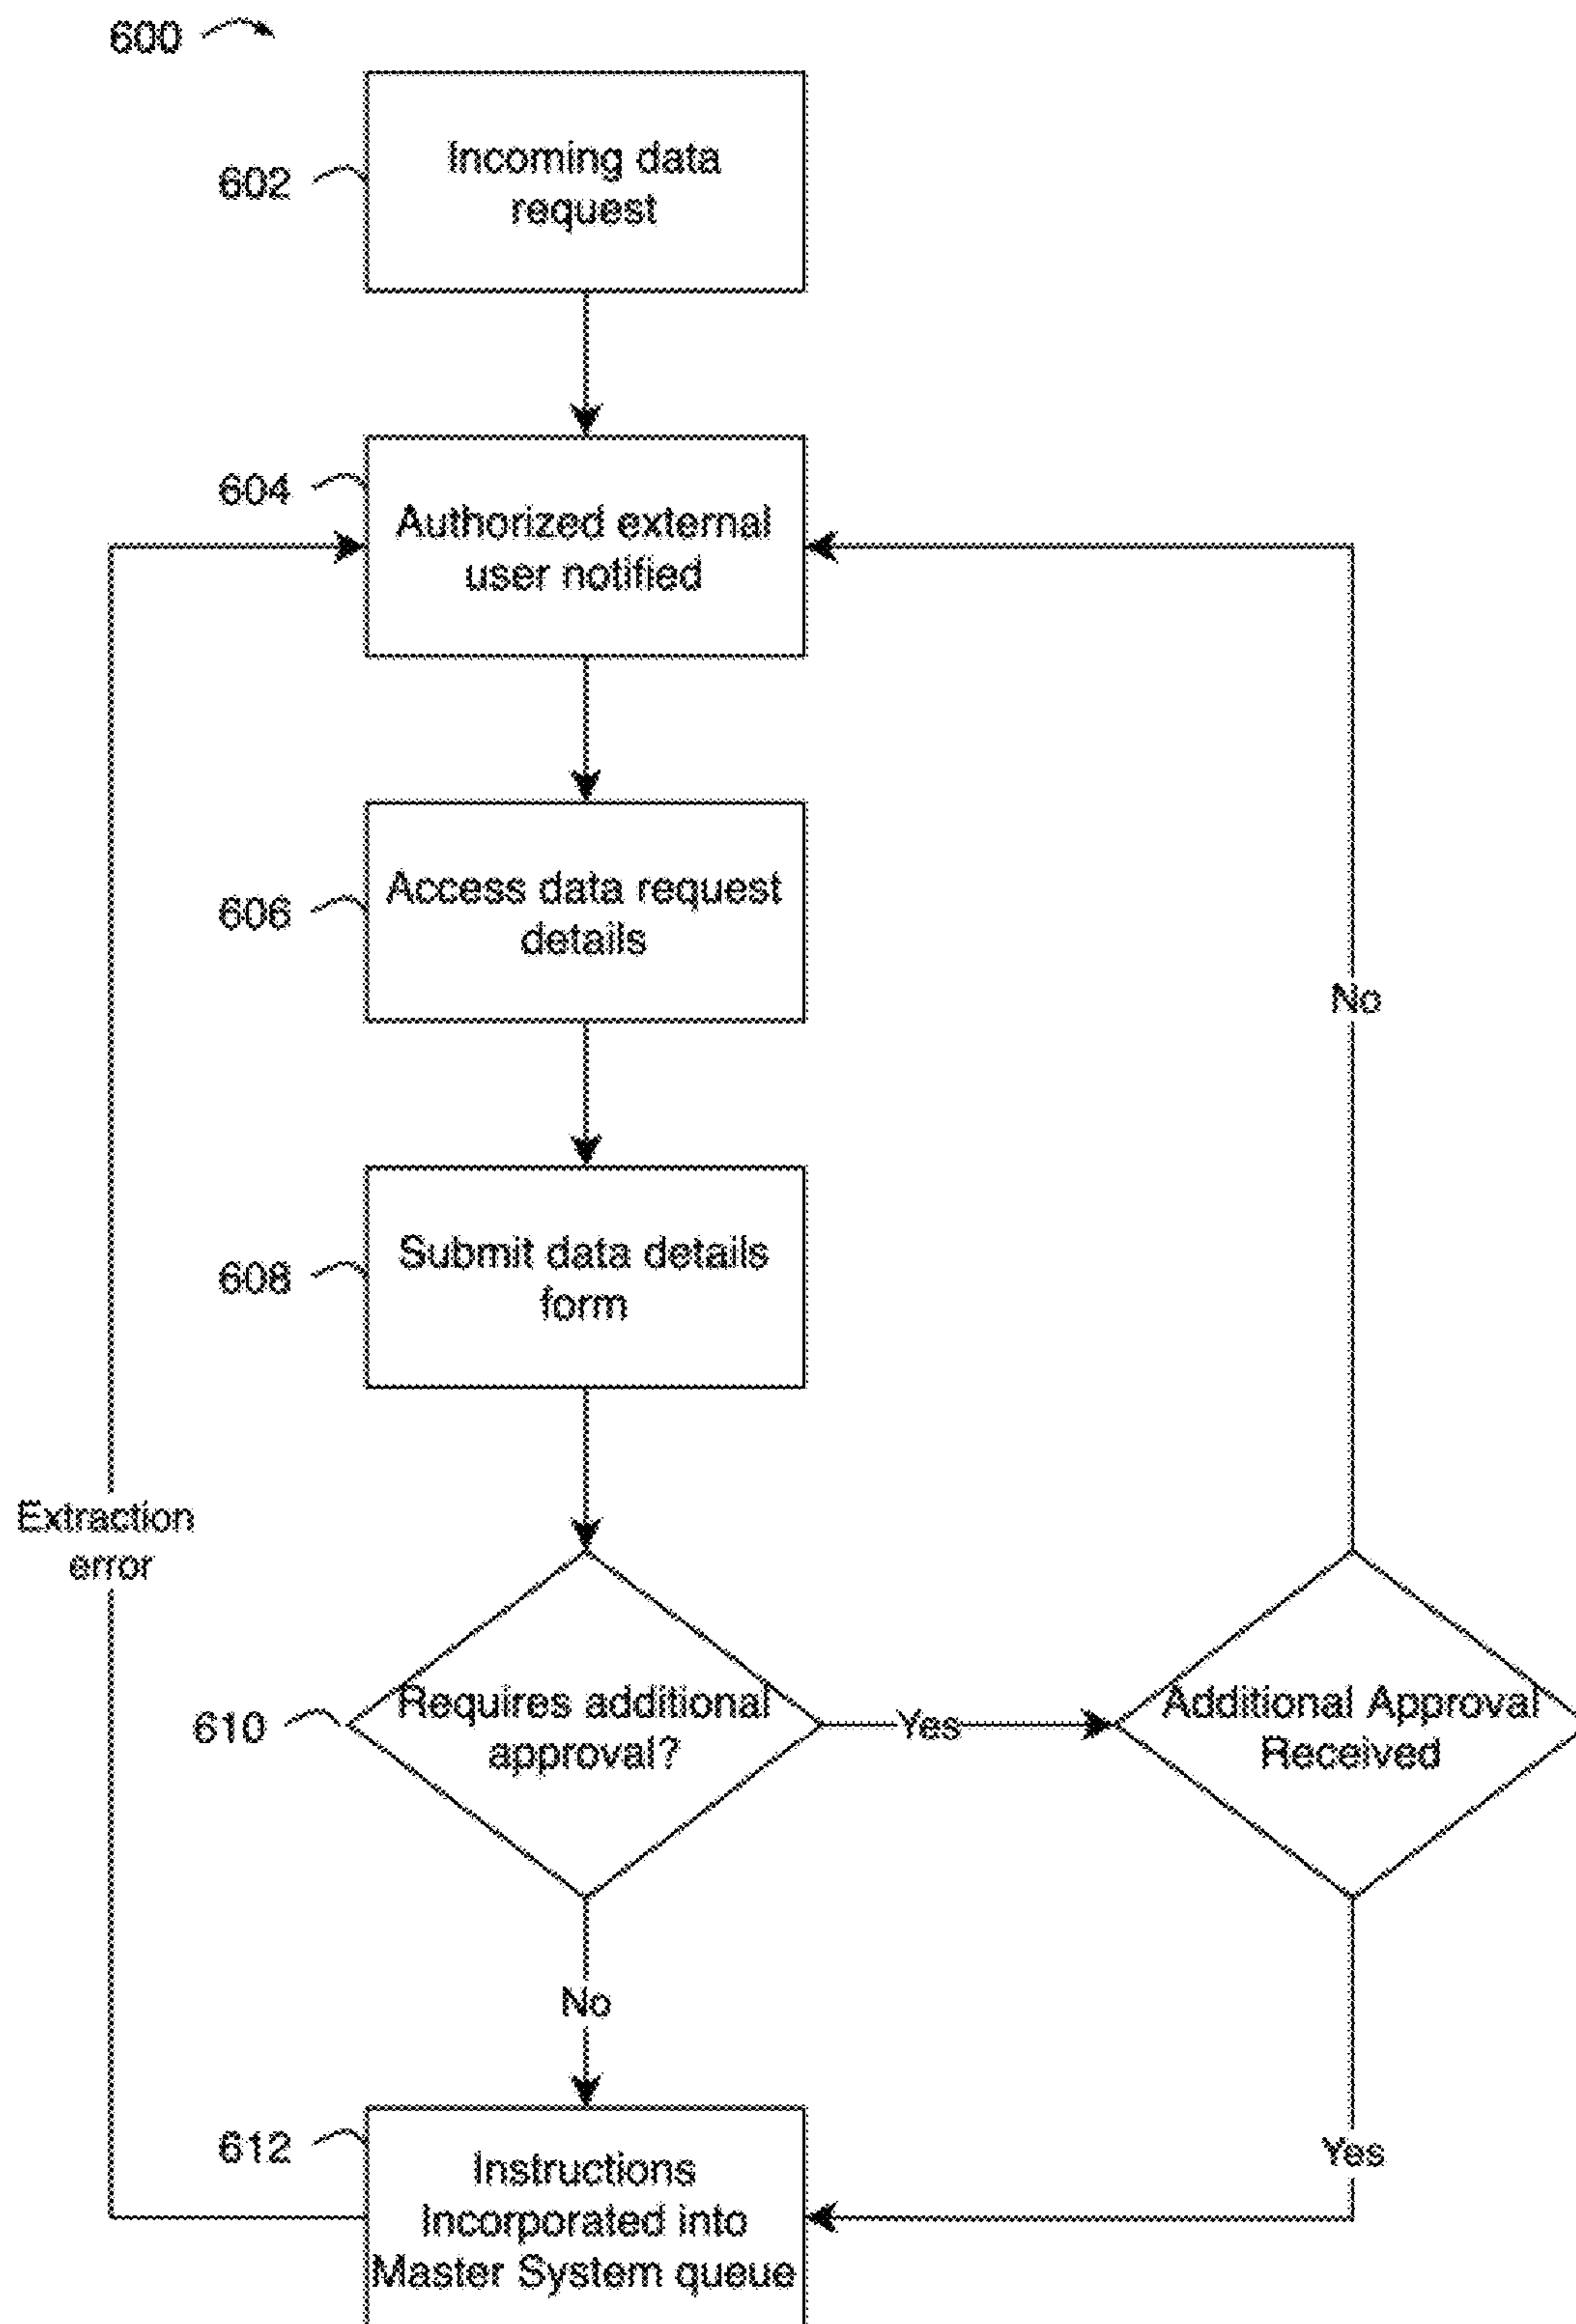 600
602
Incoming data
request
604
Authorized external
user notified
606
Access data request
details
No
608
Submit data details
form
Extraction
error
610
Requires additional
approval?
Yes
Additional Approval
Received
No
612
Instructions
Incorporated into
Master System queue
Yes